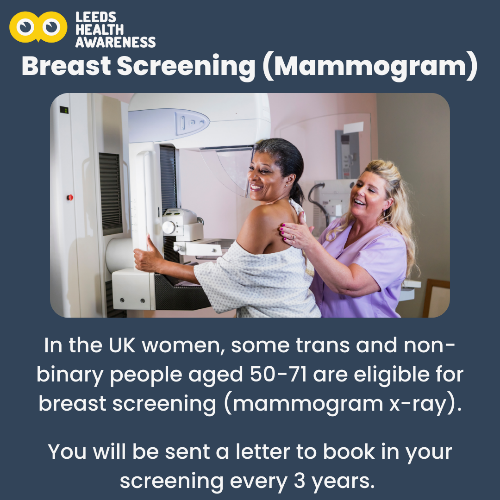 LEEDS
HEALTH
AWARENESS
Breast Screening (Mammogram)
In the UK women, some trans and non-
binary people aged 50-71 are eligible for
breast screening (mammogram x-ray).
You will be sent a letter to book in your
screening every 3 years.